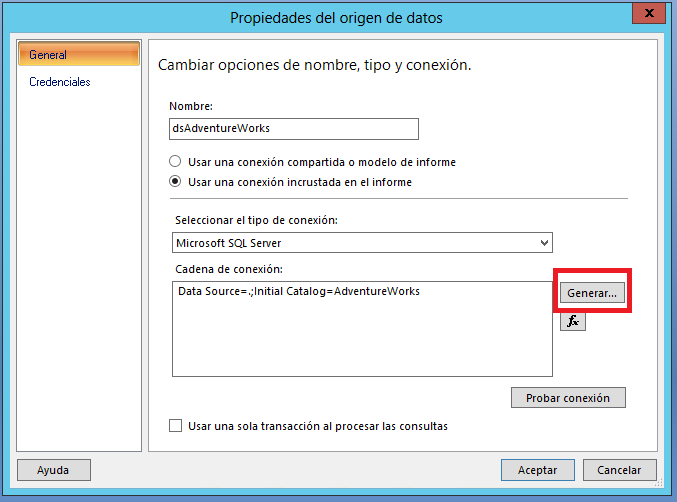 Propiedades del origen de datos
x
General
Credenciales
Cambiar opciones de nombre, tipo y conexión.
Nombre:
dsAdventureWorks
Usar una conexión compartida o modelo de informe
Usar una conexión incrustada en el informe
Seleccionar el tipo de conexión:
Microsoft SQL Server
Cadena de conexión:
Data Source=.;Initial Catalog=AdventureWorks
Generar...
fx
Probar conexión
Usar una sola transacción al procesar las consultas
Ayuda
Aceptar
Cancelar